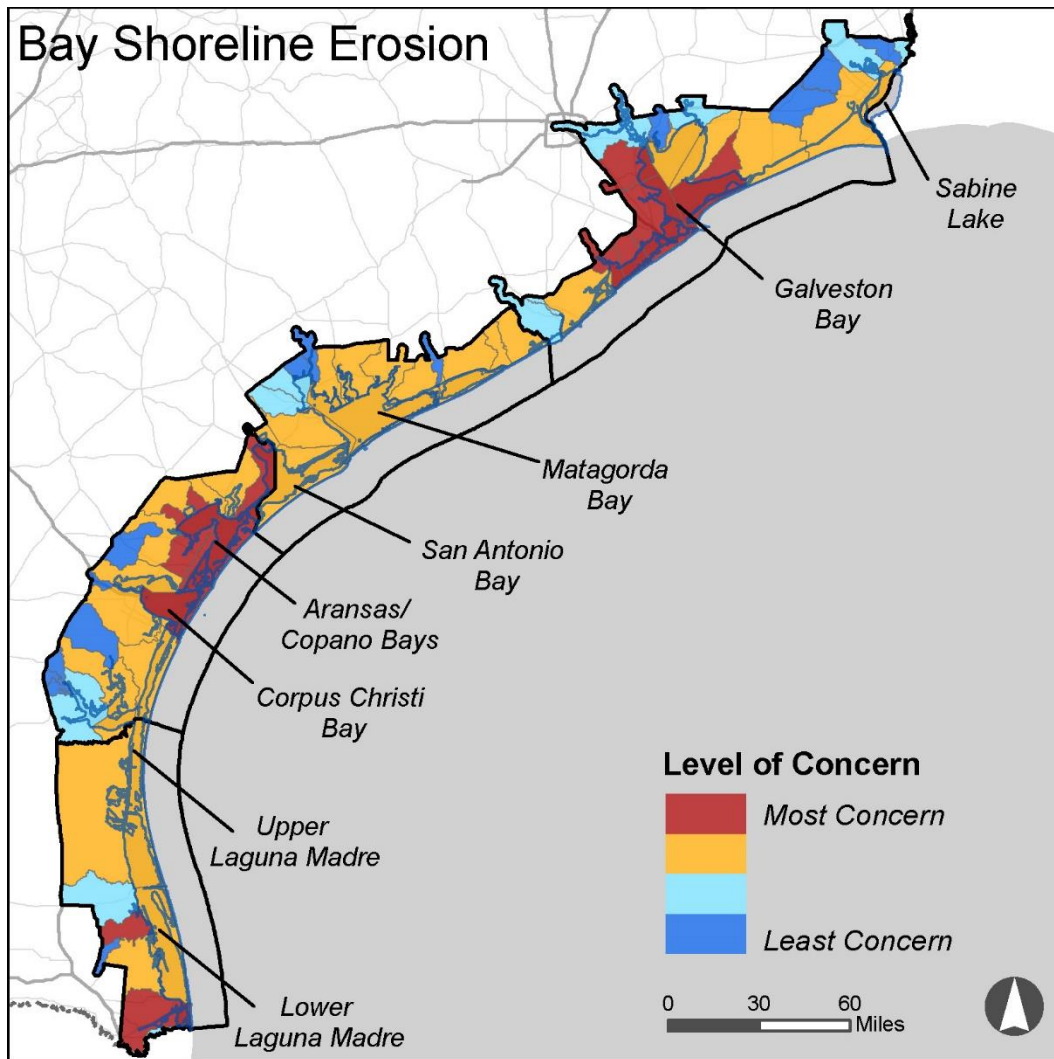 Bay Shoreline Erosion
Sabine
Lake
Galveston
Bay
Matagorda
Bay
San Antonio
Bay
Aransas/
Copano Bays
Corpus Christi
Bay
Upper
Laguna Madre
Lower
Laguna Madre
Level of Concern
Most Concern
Least Concern
0 30 60
Miles